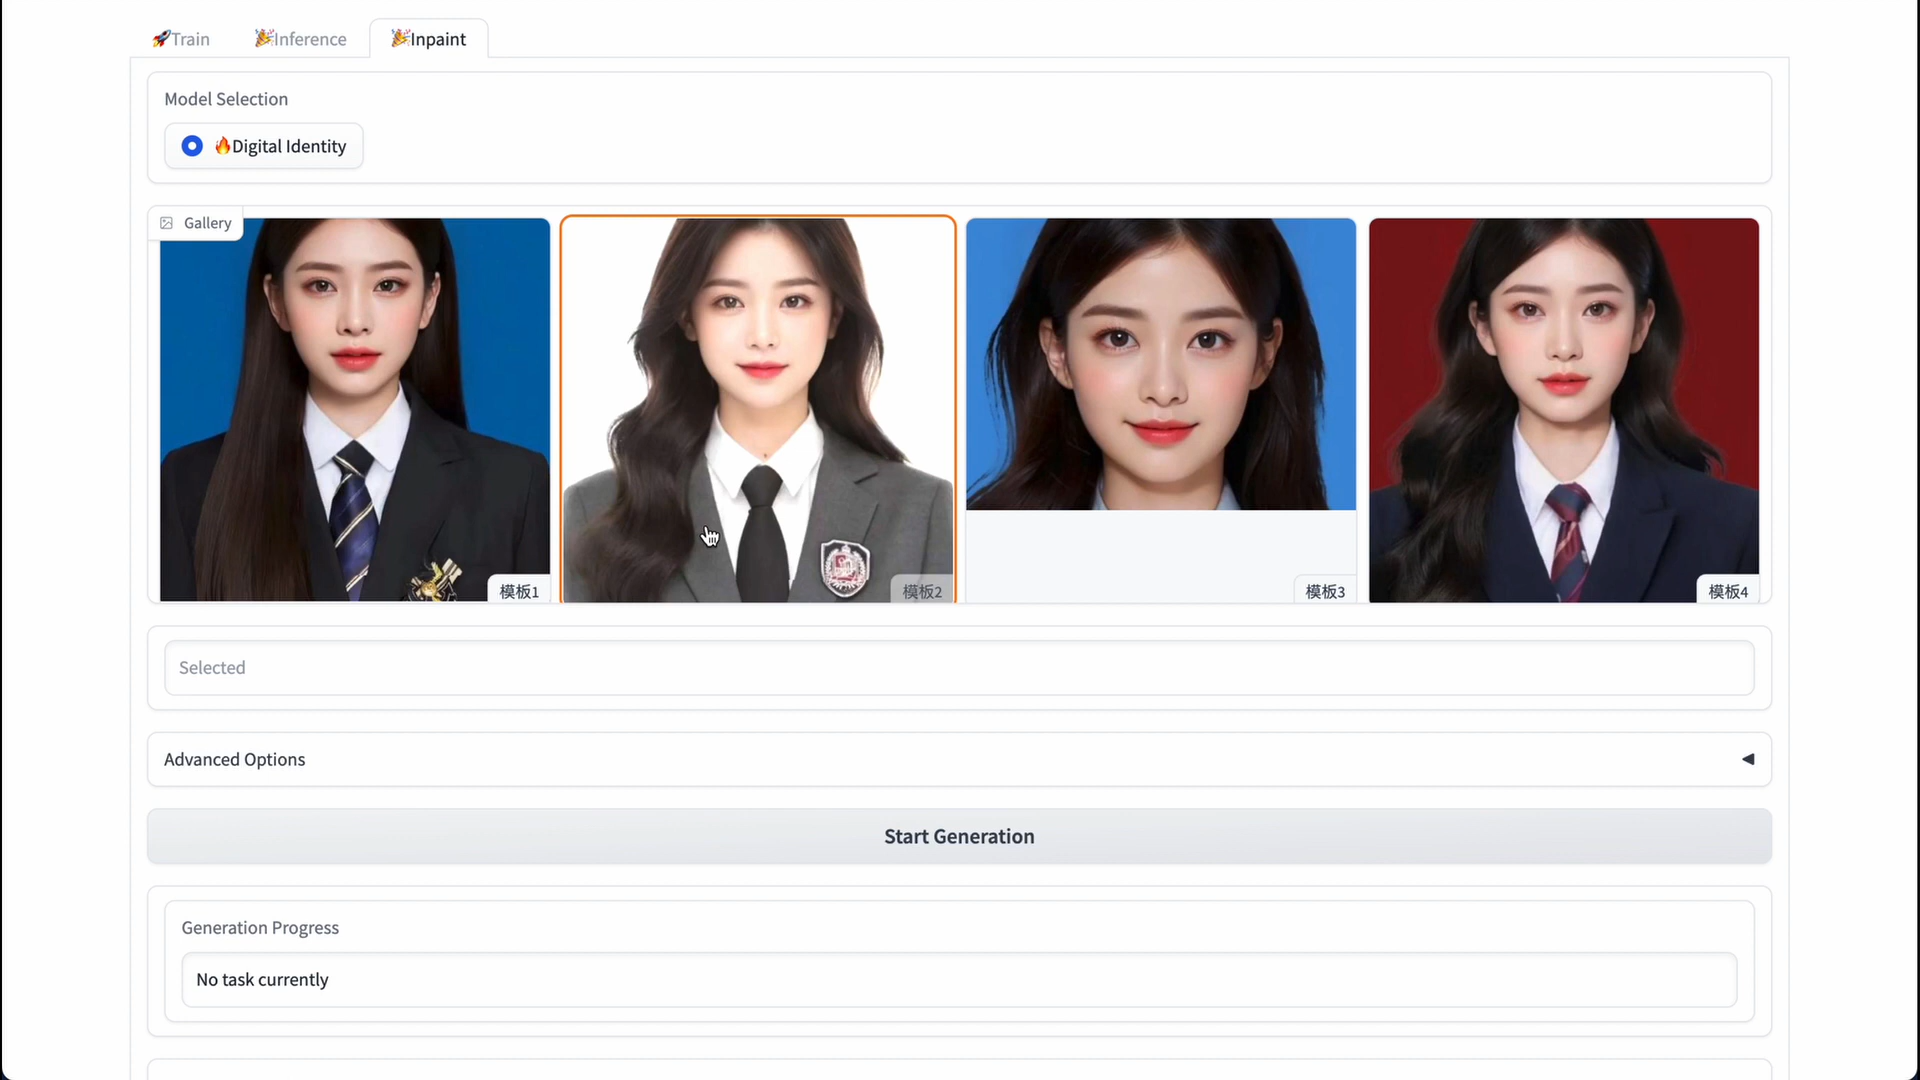 🚀Train
🎉Inference
🎉Inpaint
Model Selection
🔥Digital Identity
Gallery
模板1
模板2
模板3
模板4
Selected
Advanced Options
Start Generation
Generation Progress
No task currently